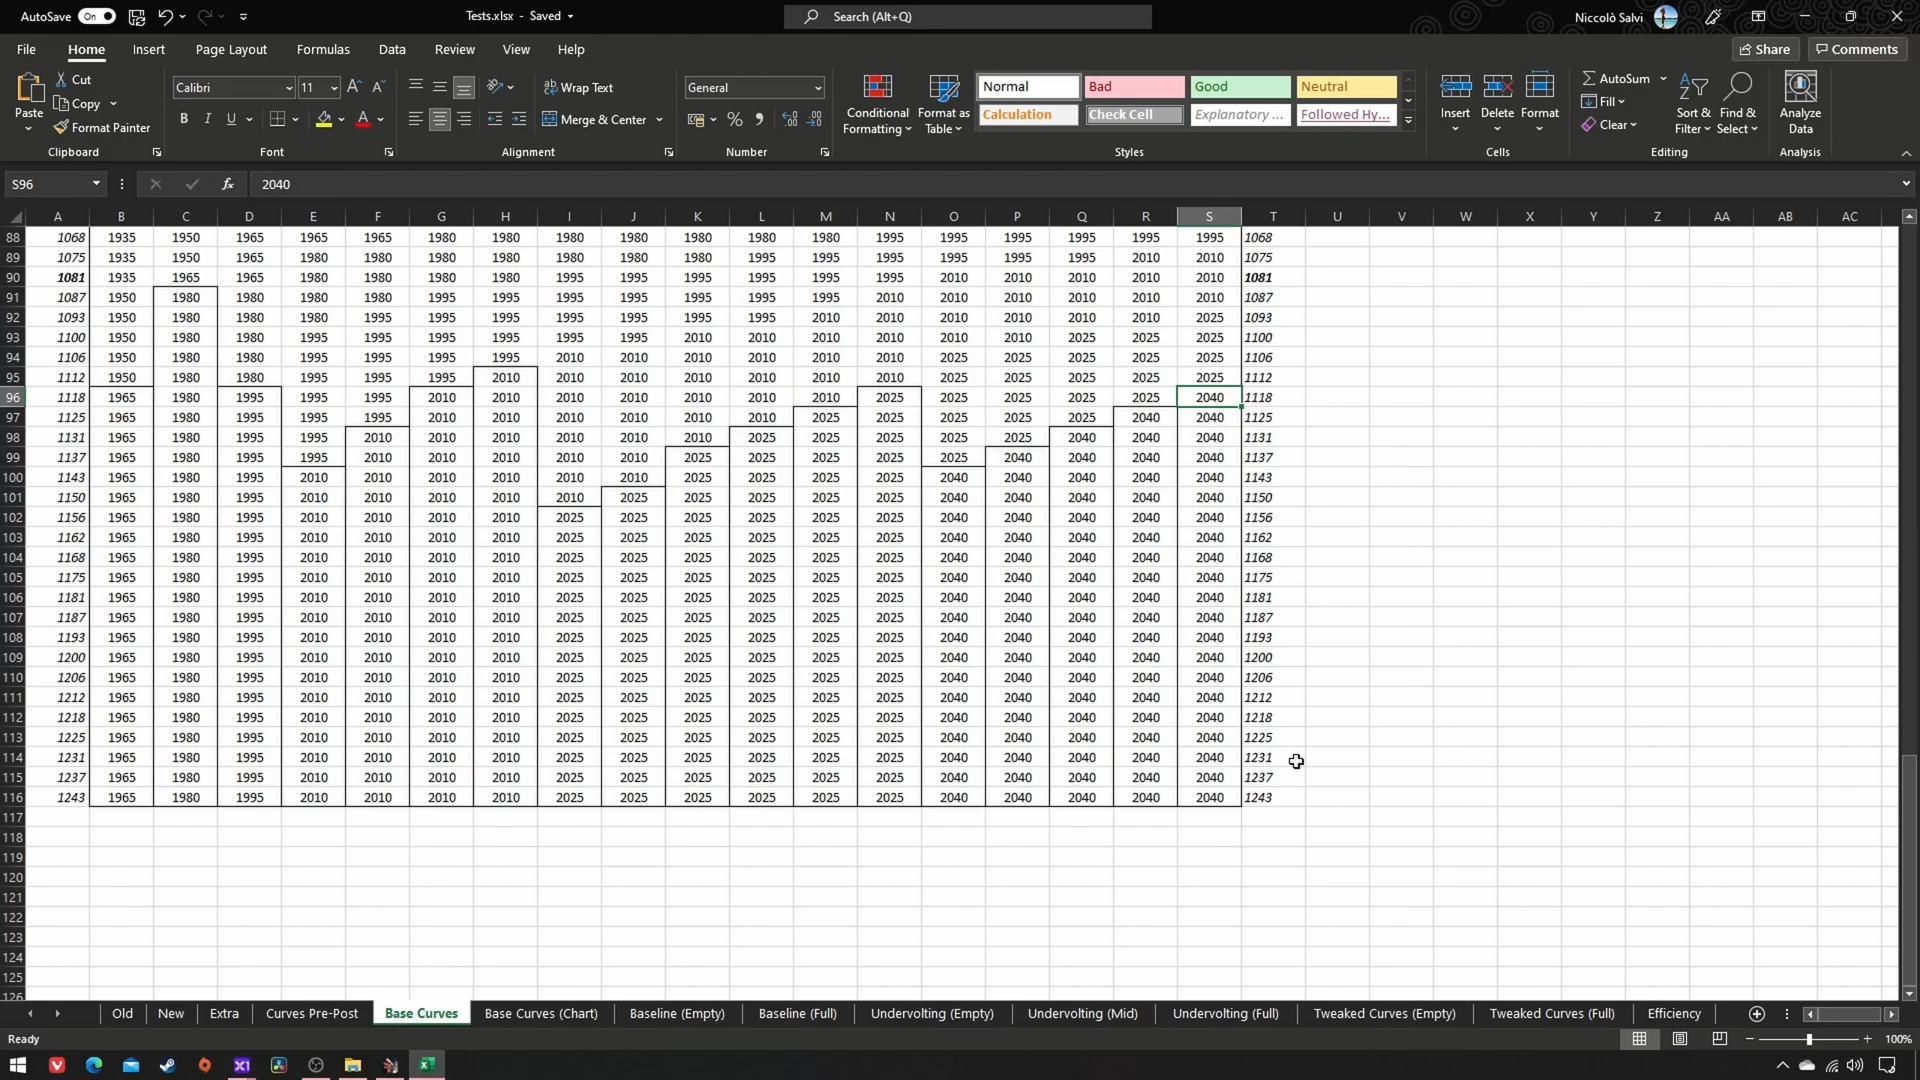 AutoSave On Tests.xlsx - Saved Search (Alt+Q) Niccolò Salvi
File Home Insert Page Layout Formulas Data Review View Help Share Comments
Paste Cut Copy Format Painter Clipboard
Calibri 11 B I U A Font
Wrap Text Merge & Center Alignment
General % Number
Conditional Formatting Format as Table
Normal Bad Good Neutral
Calculation Check Cell Explanatory ... Followed Hy...
Styles
Insert Delete Format Cells
AutoSum Fill Clear Sort & Filter Find & Select Editing
Analyze Data Analysis
S96 fx 2040
A B C D E F G H I J K L M N O P Q R S T U V W X Y Z AA AB AC
88 1068 1935 1950 1965 1965 1965 1980 1980 1980 1980 1980 1980 1980 1995 1995 1995 1995 1995 1995 1068
89 1075 1935 1950 1965 1980 1980 1980 1980 1980 1980 1980 1995 1995 1995 1995 1995 1995 2010 2010 1075
90 1081 1935 1965 1965 1980 1980 1980 1980 1995 1995 1995 1995 1995 1995 2010 2010 2010 2010 2010 1081
91 1087 1950 1980 1980 1980 1980 1995 1995 1995 1995 1995 1995 1995 2010 2010 2010 2010 2010 2010 1087
92 1093 1950 1980 1980 1980 1980 1995 1995 1995 1995 1995 1995 2010 2010 2010 2010 2010 2010 2025 1093
93 1100 1950 1980 1980 1995 1995 1995 1995 1995 1995 2010 2010 2010 2010 2010 2010 2025 2025 2025 1100
94 1106 1950 1980 1980 1995 1995 1995 1995 2010 2010 2010 2010 2010 2010 2025 2025 2025 2025 2025 1106
95 1112 1950 1980 1980 1995 1995 1995 2010 2010 2010 2010 2010 2010 2010 2025 2025 2025 2025 2025 1112
96 1118 1965 1980 1995 1995 1995 2010 2010 2010 2010 2010 2010 2010 2025 2025 2025 2025 2025 2040 1118
97 1125 1965 1980 1995 1995 1995 2010 2010 2010 2010 2010 2010 2025 2025 2025 2025 2025 2040 2040 1125
98 1131 1965 1980 1995 1995 2010 2010 2010 2010 2010 2010 2025 2025 2025 2025 2025 2040 2040 2040 1131
99 1137 1965 1980 1995 1995 2010 2010 2010 2010 2010 2025 2025 2025 2025 2025 2040 2040 2040 2040 1137
100 1143 1965 1980 1995 2010 2010 2010 2010 2010 2010 2025 2025 2025 2025 2040 2040 2040 2040 2040 1143
101 1150 1965 1980 1995 2010 2010 2010 2010 2010 2025 2025 2025 2025 2025 2040 2040 2040 2040 2040 1150
102 1156 1965 1980 1995 2010 2010 2010 2010 2025 2025 2025 2025 2025 2025 2040 2040 2040 2040 2040 1156
103 1162 1965 1980 1995 2010 2010 2010 2010 2025 2025 2025 2025 2025 2025 2040 2040 2040 2040 2040 1162
104 1168 1965 1980 1995 2010 2010 2010 2010 2025 2025 2025 2025 2025 2025 2040 2040 2040 2040 2040 1168
105 1175 1965 1980 1995 2010 2010 2010 2010 2025 2025 2025 2025 2025 2025 2040 2040 2040 2040 2040 1175
106 1181 1965 1980 1995 2010 2010 2010 2010 2025 2025 2025 2025 2025 2025 2040 2040 2040 2040 2040 1181
107 1187 1965 1980 1995 2010 2010 2010 2010 2025 2025 2025 2025 2025 2025 2040 2040 2040 2040 2040 1187
108 1193 1965 1980 1995 2010 2010 2010 2010 2025 2025 2025 2025 2025 2025 2040 2040 2040 2040 2040 1193
109 1200 1965 1980 1995 2010 2010 2010 2010 2025 2025 2025 2025 2025 2025 2040 2040 2040 2040 2040 1200
110 1206 1965 1980 1995 2010 2010 2010 2010 2025 2025 2025 2025 2025 2025 2040 2040 2040 2040 2040 1206
111 1212 1965 1980 1995 2010 2010 2010 2010 2025 2025 2025 2025 2025 2025 2040 2040 2040 2040 2040 1212
112 1218 1965 1980 1995 2010 2010 2010 2010 2025 2025 2025 2025 2025 2025 2040 2040 2040 2040 2040 1218
113 1225 1965 1980 1995 2010 2010 2010 2010 2025 2025 2025 2025 2025 2025 2040 2040 2040 2040 2040 1225
114 1231 1965 1980 1995 2010 2010 2010 2010 2025 2025 2025 2025 2025 2025 2040 2040 2040 2040 2040 1231
115 1237 1965 1980 1995 2010 2010 2010 2010 2025 2025 2025 2025 2025 2025 2040 2040 2040 2040 2040 1237
116 1243 1965 1980 1995 2010 2010 2010 2010 2025 2025 2025 2025 2025 2025 2040 2040 2040 2040 2040 1243
117
118
119
120
121
122
123
124
125
126
Old New Extra Curves Pre-Post Base Curves Base Curves (Chart) Baseline (Empty) Baseline (Full) Undervolting (Empty) Undervolting (Mid) Undervolting (Full) Tweaked Curves (Empty) Tweaked Curves (Full) Efficiency
Ready 100%